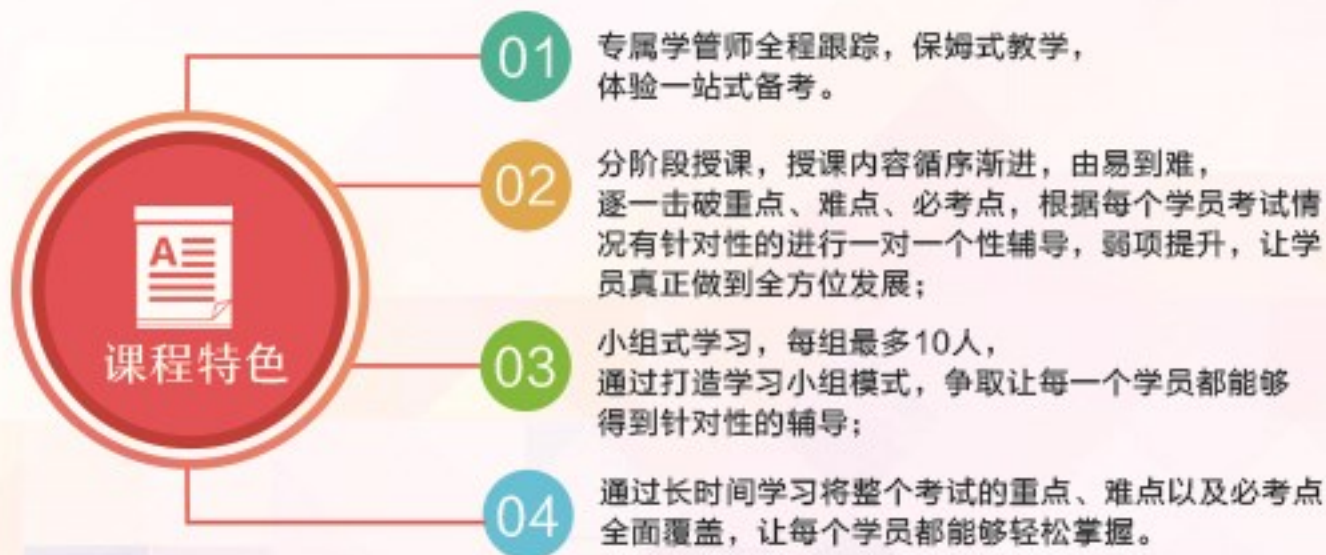 01
专属学管师全程跟踪，保姆式教学，
体验一站式备考。
02
分阶段授课，授课内容循序渐进，由易到难，
逐一击破重点、难点、必考点，根据每个学员考试情
况有针对性的进行一对一个性辅导，弱项提升，让学
员真正做到全方位发展；
A
课程特色
03
小组式学习，每组最多10人，
通过打造学习小组模式，争取让每一个学员都能够
得到针对性的辅导；
04
通过长时间学习将整个考试的重点、难点以及必考点
全面覆盖，让每个学员都能够轻松掌握。